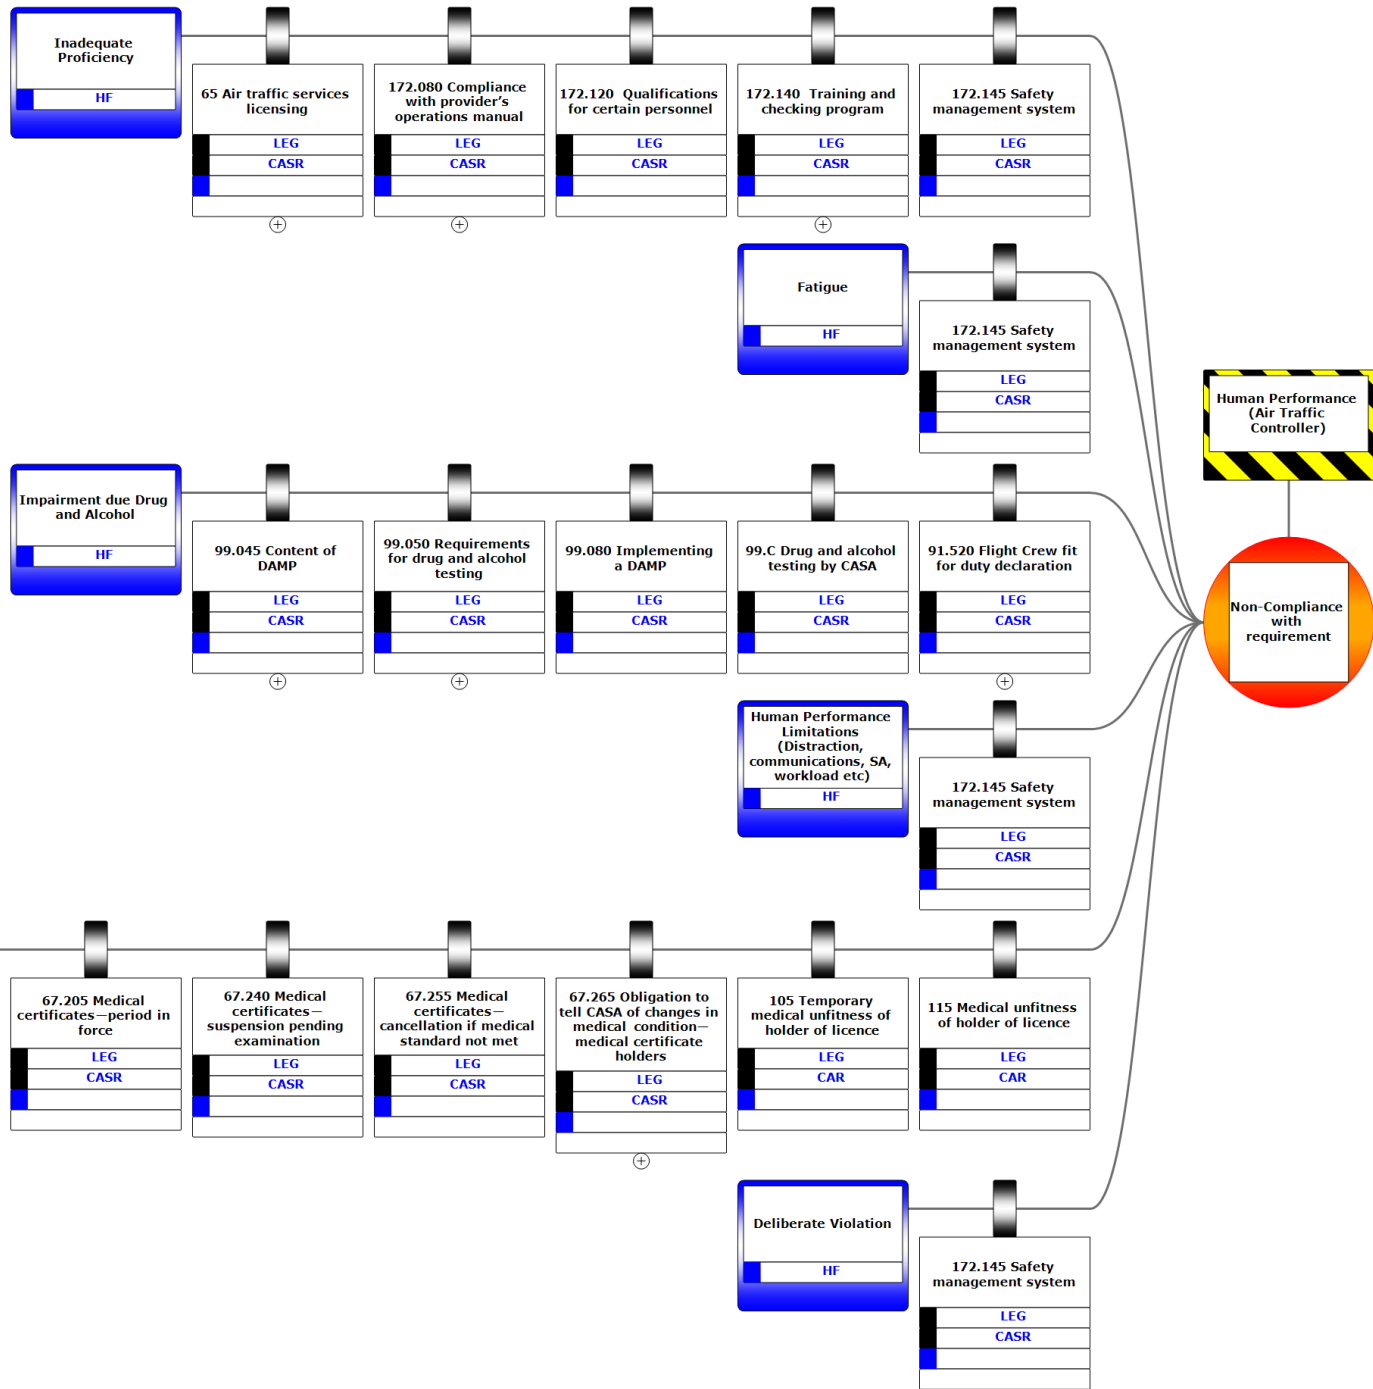 Inadequate
Proficiency
HF
65 Air traffic services
licensing
LEG
CASR
172.080 Compliance
with provider’s
operations manual
LEG
CASR
172.120  Qualifications
for certain personnel
LEG
CASR
172.140  Training and
checking program
LEG
CASR
172.145 Safety
management system
LEG
CASR
Fatigue
HF
172.145 Safety
management system
LEG
CASR
Human Performance
(Air Traffic
Controller)
Non-Compliance
with
requirement
Impairment due Drug
and Alcohol
HF
99.045 Content of
DAMP
LEG
CASR
99.050 Requirements
for drug and alcohol
testing
LEG
CASR
99.080 Implementing
a DAMP
LEG
CASR
99.C Drug and alcohol
testing by CASA
LEG
CASR
91.520 Flight Crew fit
for duty declaration
LEG
CASR
Human Performance
Limitations
(Distraction,
communications, SA,
workload etc)
HF
172.145 Safety
management system
LEG
CASR
67.205 Medical
certificates—period in
force
LEG
CASR
67.240 Medical
certificates—
suspension pending
examination
LEG
CASR
67.255 Medical
certificates—
cancellation if medical
standard not met
LEG
CASR
67.265 Obligation to
tell CASA of changes in
medical condition—
medical certificate
holders
LEG
CASR
105 Temporary
medical unfitness of
holder of licence
LEG
CAR
115 Medical unfitness
of holder of licence
LEG
CAR
Deliberate Violation
HF
172.145 Safety
management system
LEG
CASR